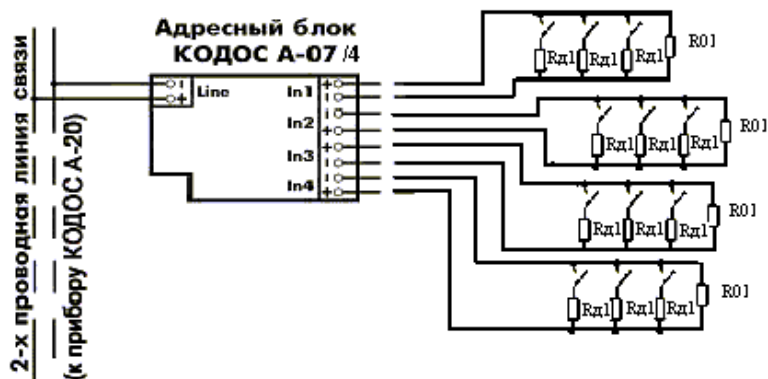 Адресный блок
КОДОС А-07 /4
2-х проводная линия связи
(к прибору КОДОС А-20)
Line
In1
In2
In3
In4
Rд1 Rд1 Rд1 R01
Rд1 Rд1 Rд1 R01
Rд1 Rд1 Rд1 R01
Rд1 Rд1 Rд1 R01